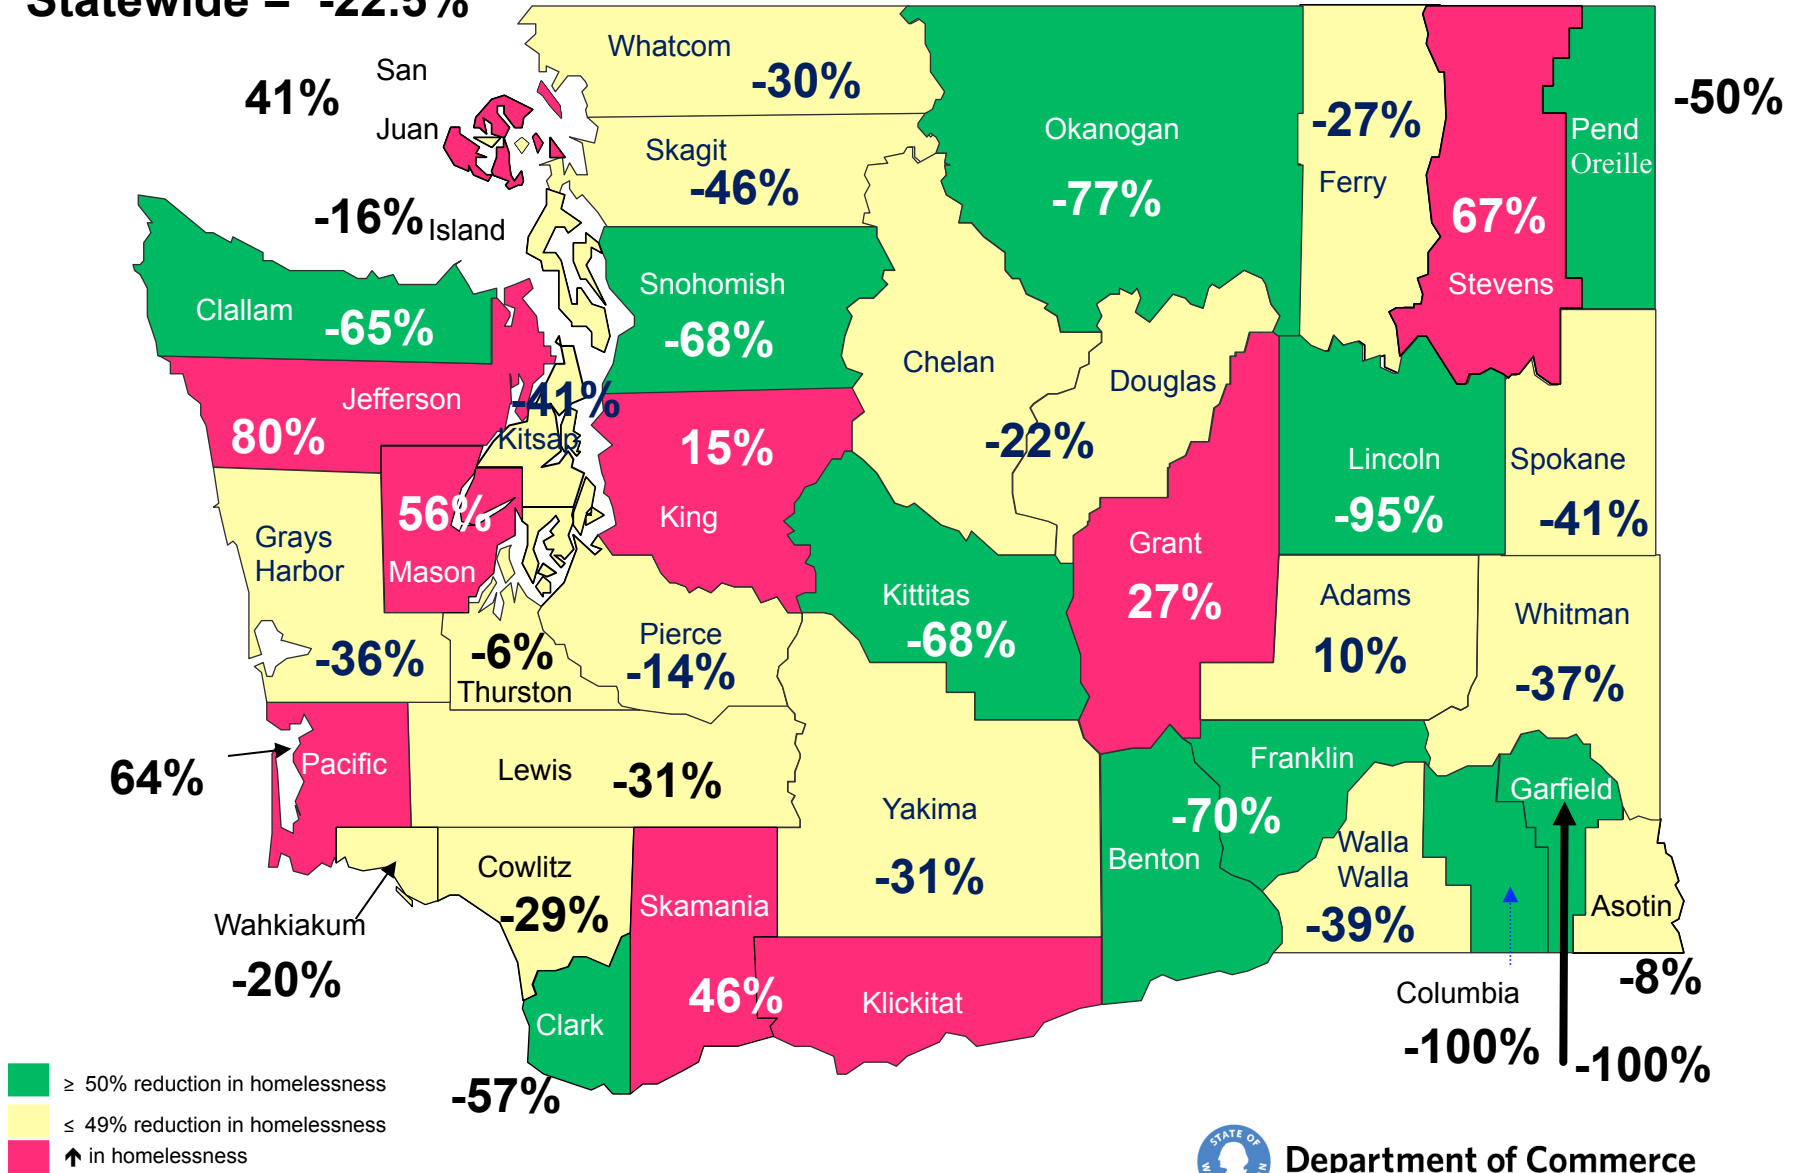 Statewide = -22.5%
Whatcom
-30%
San
Juan
41%
Skagit
-46%
Okanogan
-77%
-27%
Ferry
67%
Stevens
Pend
Oreille
-50%
-16%
Island
Clallam
-65%
Snohomish
-68%
Chelan
Douglas
-22%
Jefferson
80%
-41%
Kitsap
15%
King
Lincoln
-95%
Spokane
-41%
Grays
Harbor
-36%
56%
Mason
Grant
27%
Kittitas
-68%
Adams
10%
Whitman
-37%
-6%
Thurston
Pierce
-14%
64%
Pacific
Lewis
-31%
Yakima
-31%
Franklin
-70%
Benton
Garfield
Walla
Walla
-39%
Wahkiakum
-20%
Cowlitz
-29%
Skamania
46%
Klickitat
Asotin
-8%
Columbia
-100%
-100%
Clark
-57%
≥ 50% reduction in homelessness
≤ 49% reduction in homelessness
↑ in homelessness
STATE OF
Department of Commerce